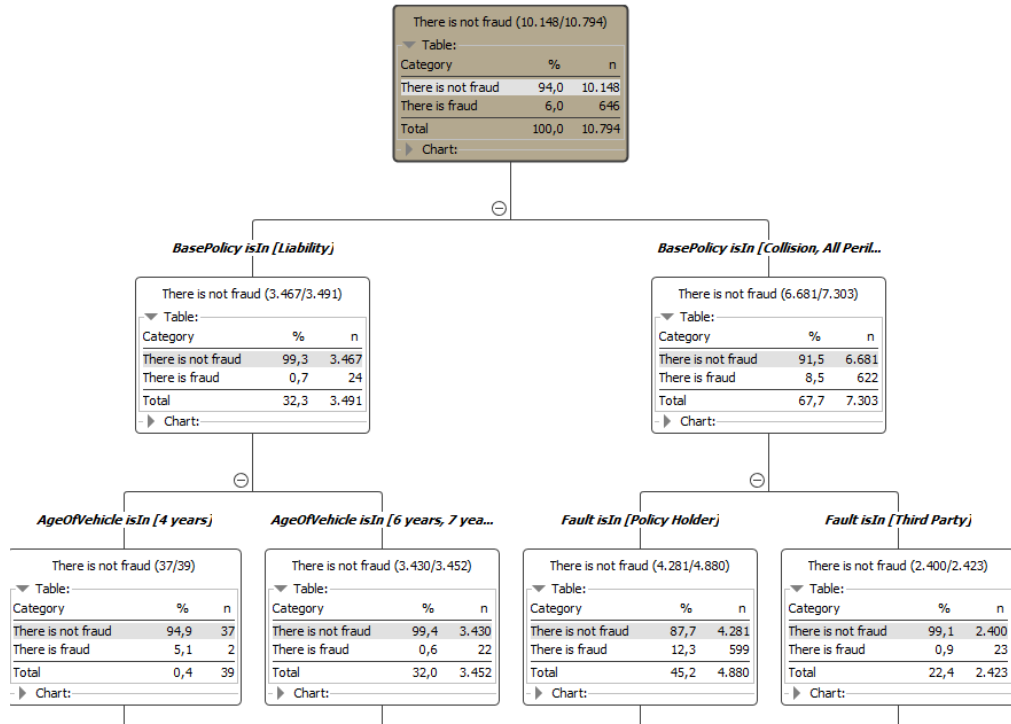 There is not fraud (10.148/10.794)
Table:
Category % n
There is not fraud 94,0 10.148
There is fraud 6,0 646
Total 100,0 10.794
Chart:
BasePolicy isIn [Liability]
There is not fraud (3.467/3.491)
Table:
Category % n
There is not fraud 99,3 3.467
There is fraud 0,7 24
Total 32,3 3.491
Chart:
BasePolicy isIn [Collision, All Peril...
There is not fraud (6.681/7.303)
Table:
Category % n
There is not fraud 91,5 6.681
There is fraud 8,5 622
Total 67,7 7.303
Chart:
AgeOfVehicle isIn [4 years]
There is not fraud (37/39)
Table:
Category % n
There is not fraud 94,9 37
There is fraud 5,1 2
Total 0,4 39
Chart:
AgeOfVehicle isIn [6 years, 7 yea...
There is not fraud (3.430/3.452)
Table:
Category % n
There is not fraud 99,4 3.430
There is fraud 0,6 22
Total 32,0 3.452
Chart:
Fault isIn [Policy Holder]
There is not fraud (4.281/4.880)
Table:
Category % n
There is not fraud 87,7 4.281
There is fraud 12,3 599
Total 45,2 4.880
Chart:
Fault isIn [Third Party]
There is not fraud (2.400/2.423)
Table:
Category % n
There is not fraud 99,1 2.400
There is fraud 0,9 23
Total 22,4 2.423
Chart: